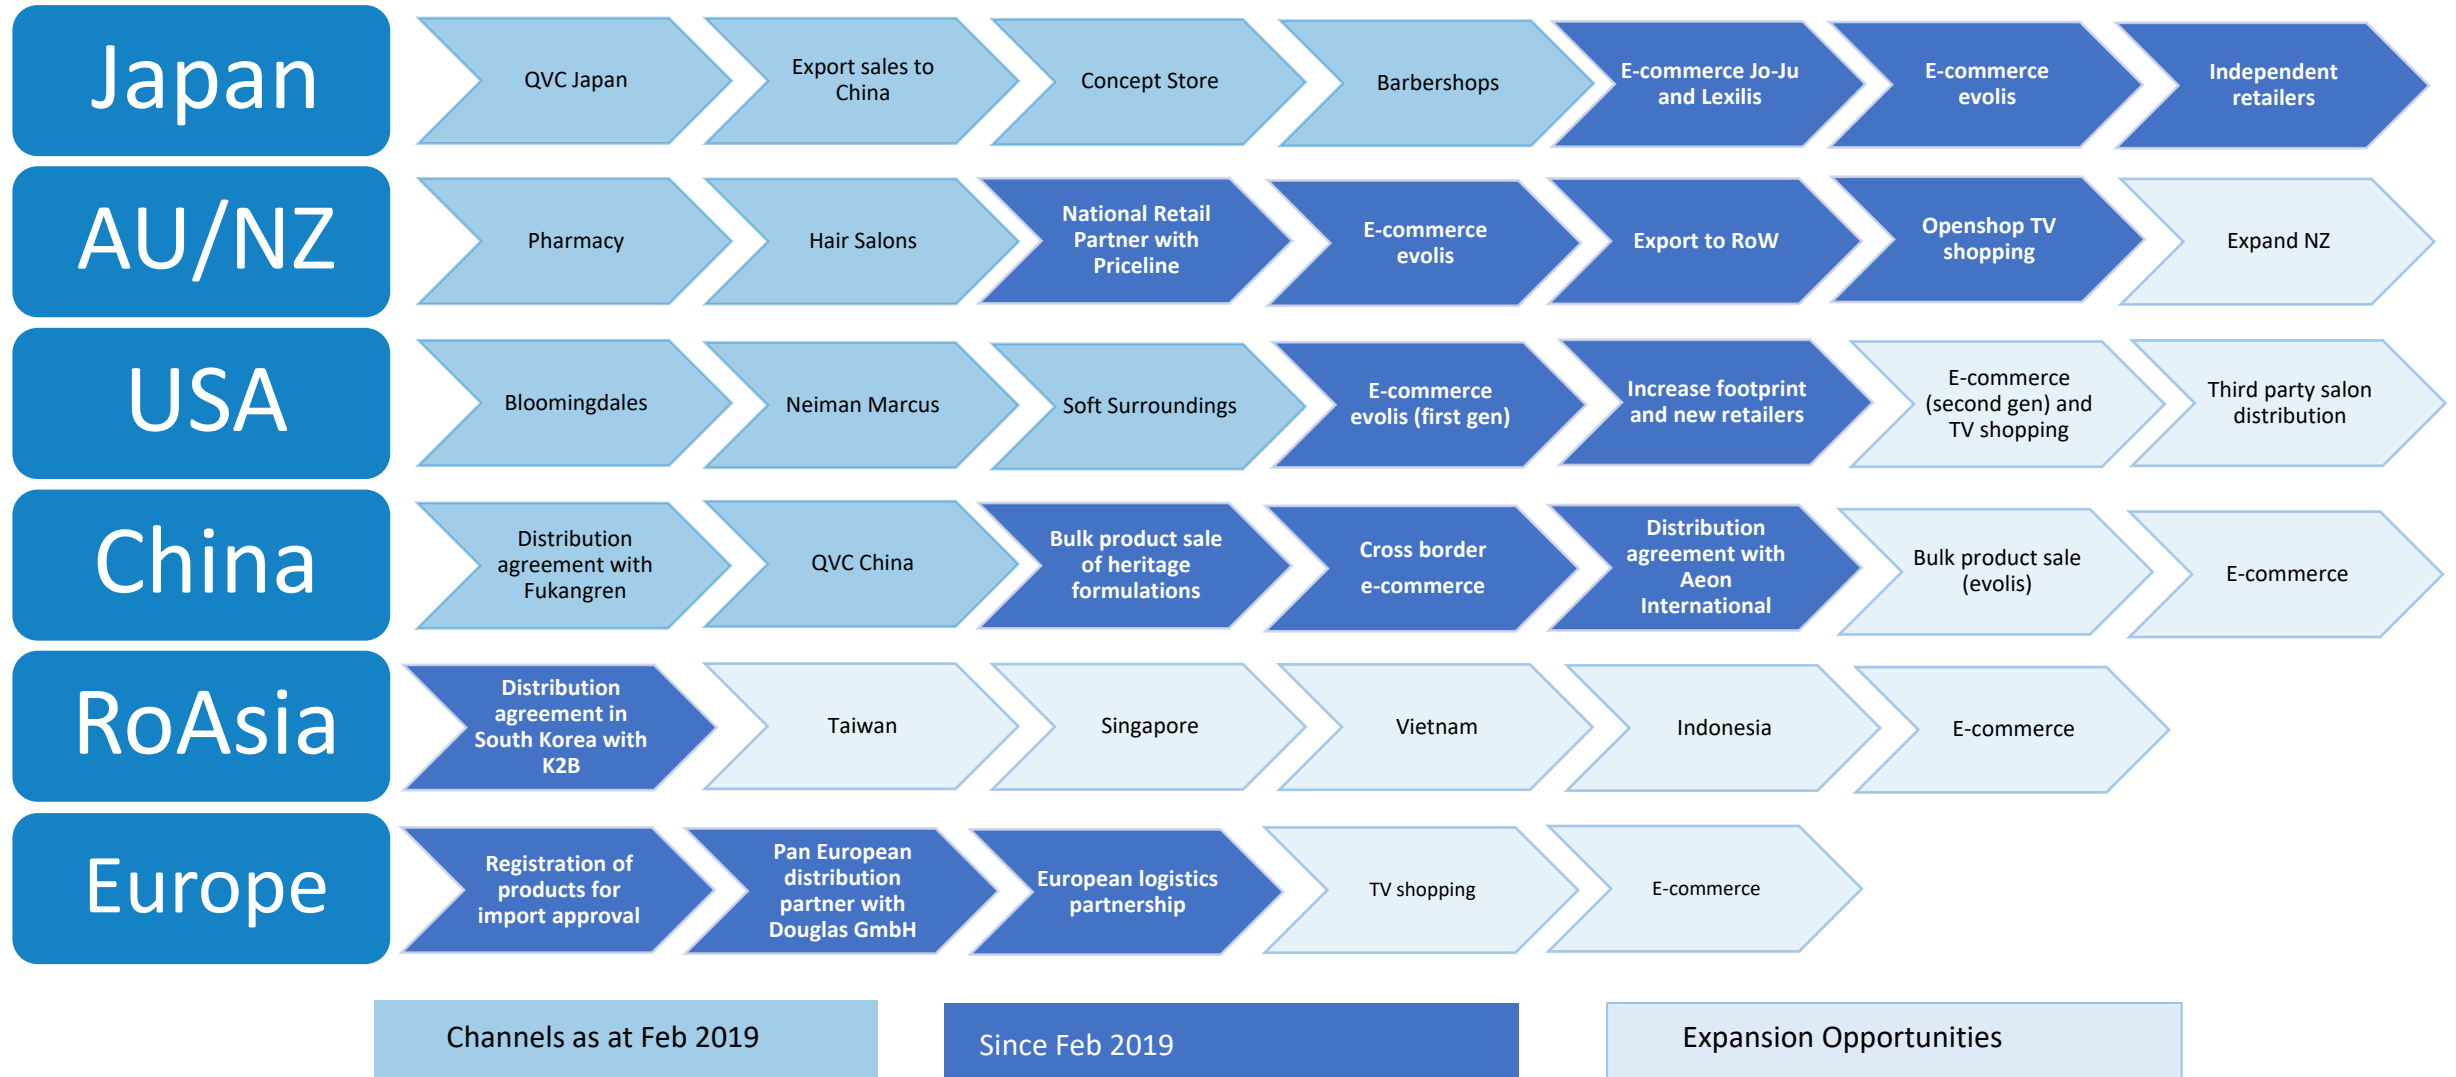 Japan
QVC Japan
Export sales to
China
Concept Store
Barbershops
E-commerce Jo-Ju
and Lexilis
E-commerce
evolis
Independent
retailers
AU/NZ
Pharmacy
Hair Salons
National Retail
Partner with
Priceline
E-commerce
evolis
Export to RoW
Openshop TV
shopping
Expand NZ
USA
Bloomingdales
Neiman Marcus
Soft Surroundings
E-commerce
evolis (first gen)
Increase footprint
and new retailers
E-commerce
(second gen) and
TV shopping
Third party salon
distribution
China
Distribution
agreement with
Fukangren
QVC China
Bulk product sale
of heritage
formulations
Cross border
e-commerce
Distribution
agreement with
Aeon
International
Bulk product sale
(evolis)
E-commerce
RoAsia
Distribution
agreement in
South Korea with
K2B
Taiwan
Singapore
Vietnam
Indonesia
E-commerce
Europe
Registration of
products for
import approval
Pan European
distribution
partner with
Douglas GmbH
European logistics
partnership
TV shopping
E-commerce
Channels as at Feb 2019
Since Feb 2019
Expansion Opportunities